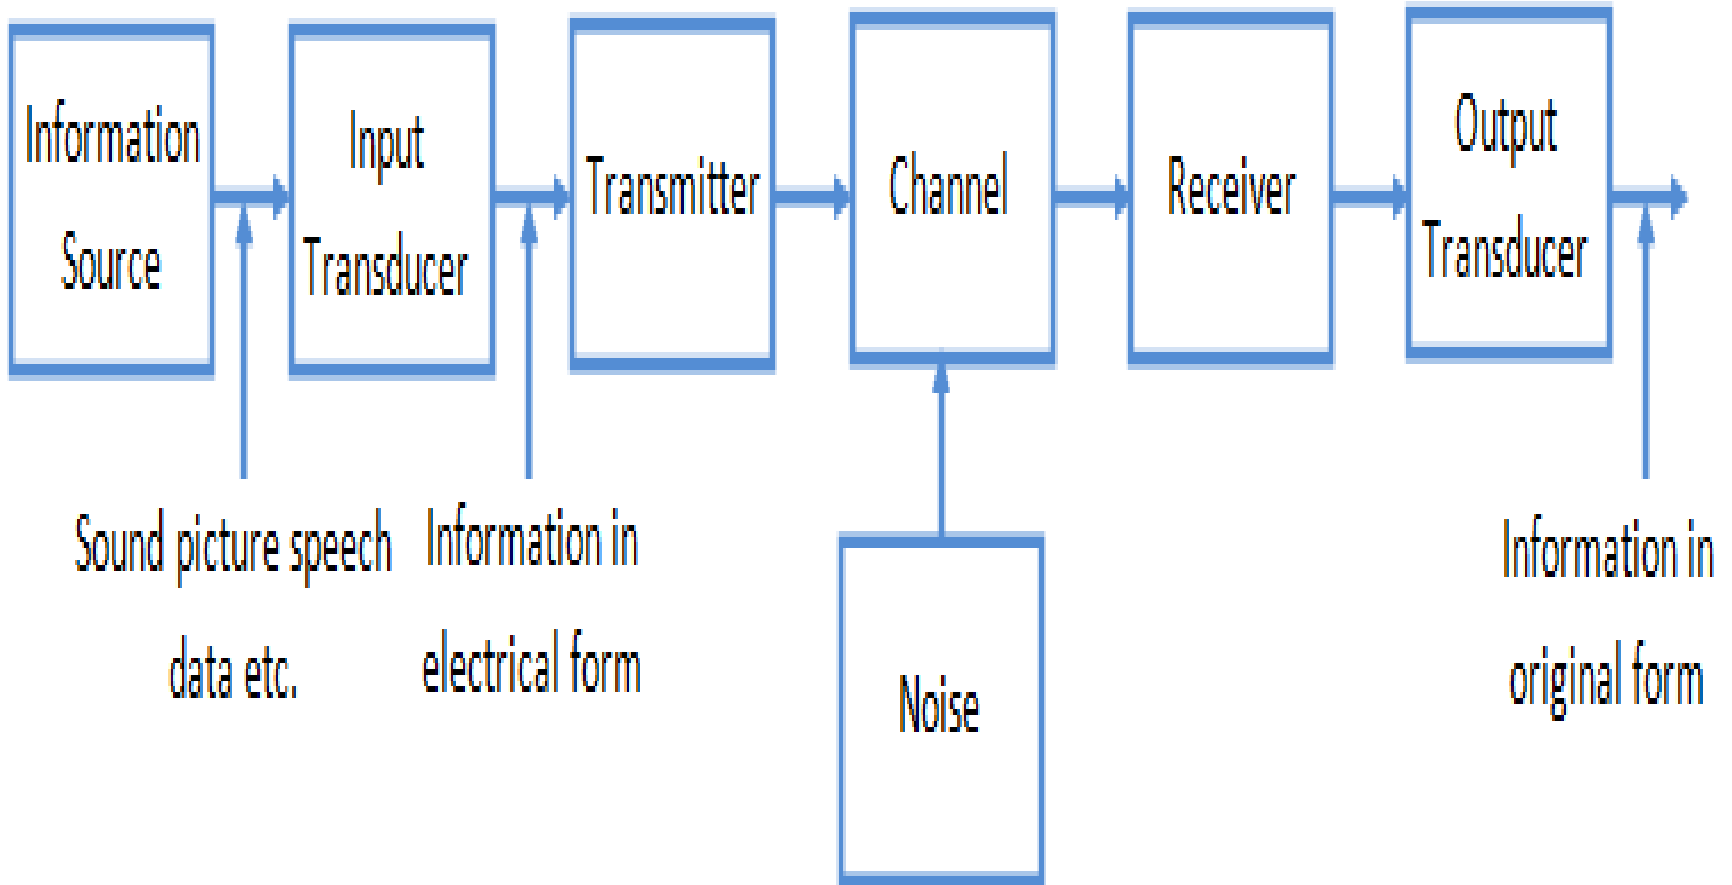 Information
Source
Input
Transducer
Transmitter
Channel
Receiver
Output
Transducer
Sound picture speech
data etc.
Information in
electrical form
Noise
Information in
original form